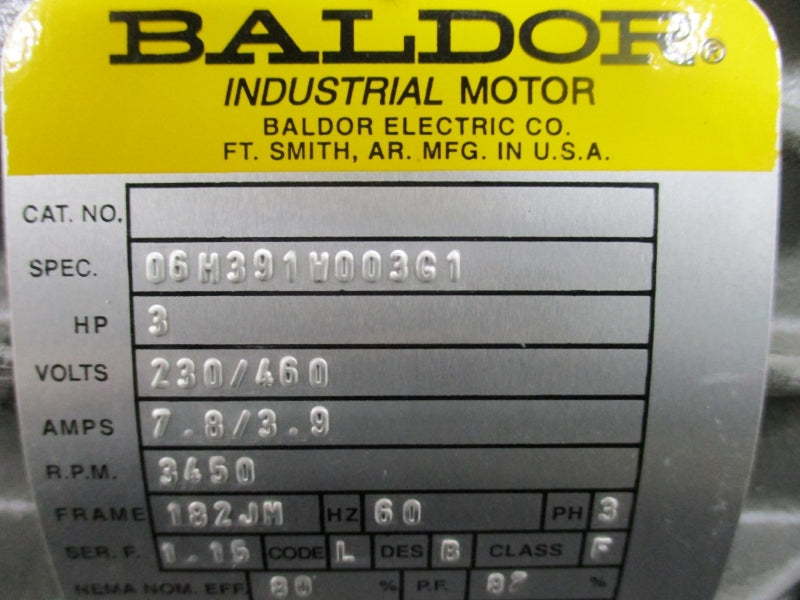 BALDOR®
INDUSTRIAL MOTOR
BALDOR ELECTRIC CO.
FT. SMITH, AR. MFG. IN U.S.A.
CAT. NO.
SPEC. 06H391W003G1
HP 3
VOLTS 230/460
AMPS 7.8/3.9
R.P.M. 3450
FRAME 182JM HZ 60 PH 3
SER. F. 1.15 CODE L DES B CLASS F
NEMA NOM. EFF. 80 % P.F. 87 %